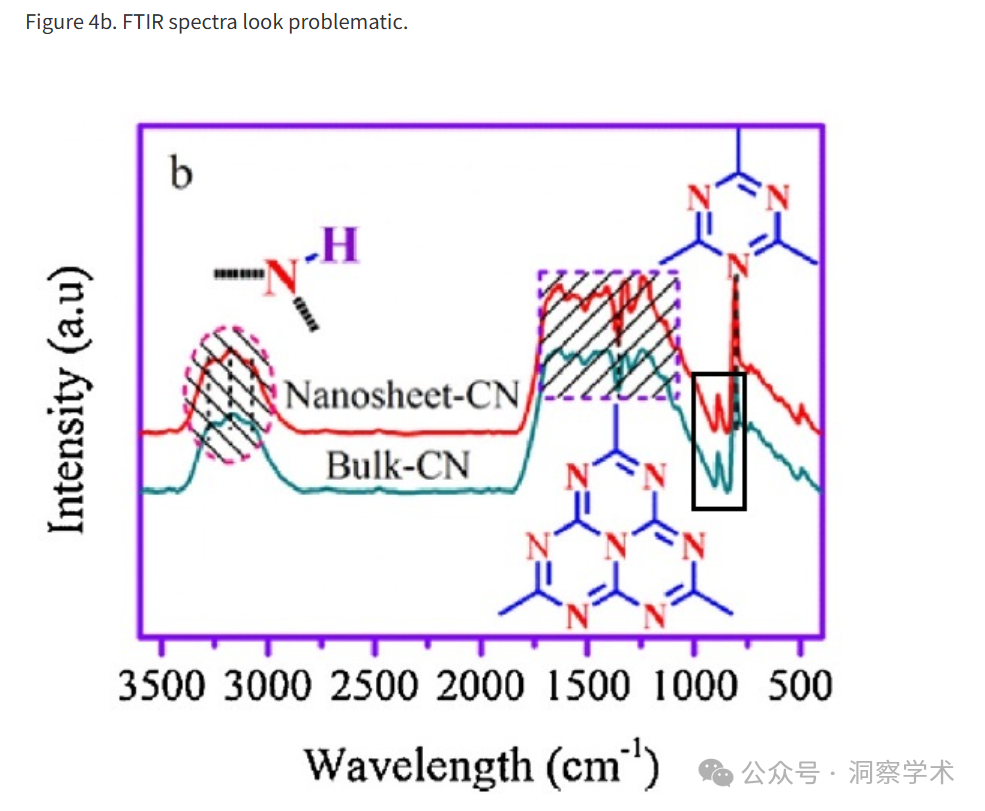 Figure 4b. FTIR spectra look problematic.
b
H
N
N N
N
Nanosheet-CN
Bulk-CN
N N
N N N
N N
Intensity (a.u)
3500 3000 2500 2000 1500 1000 500
Wavelength (cm⁻¹)
公众号 · 洞察学术